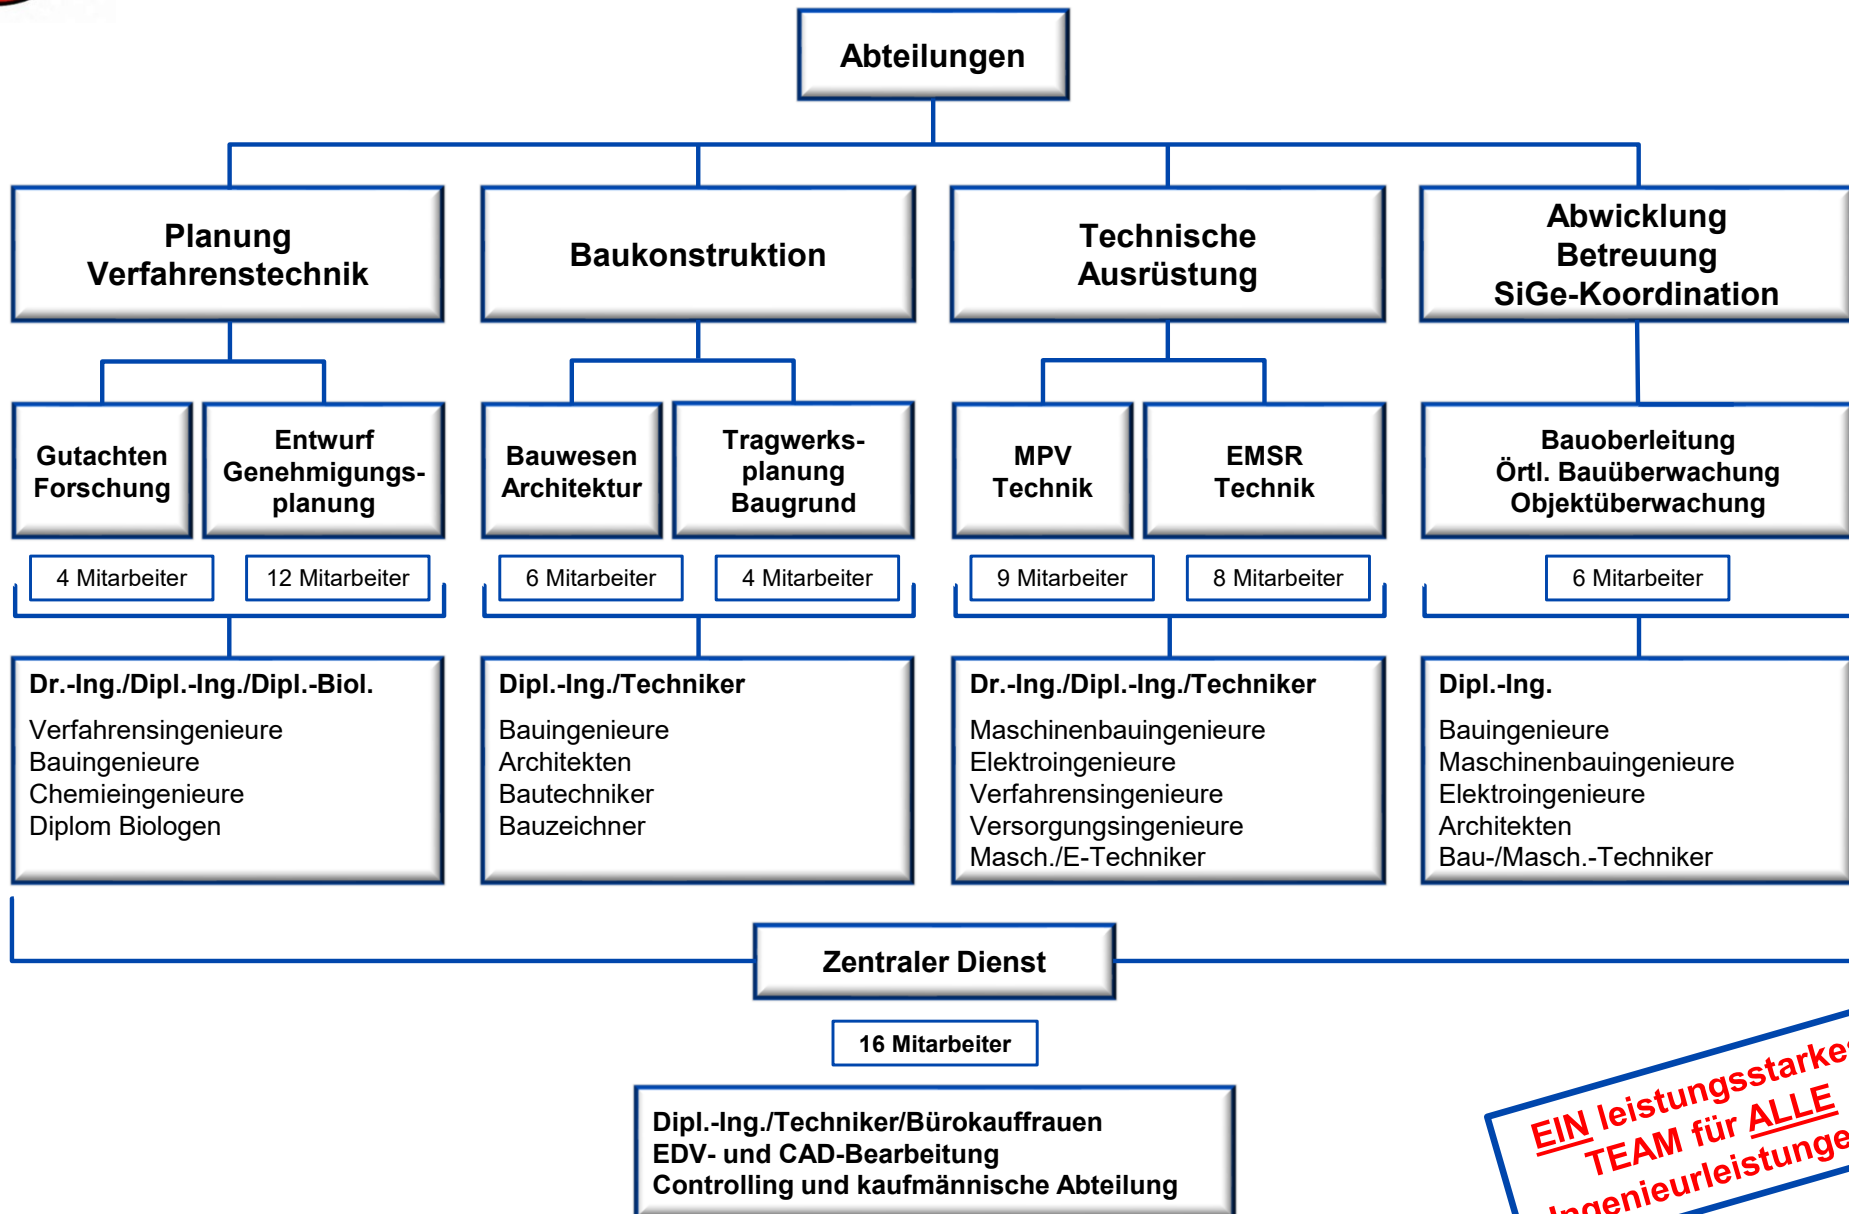 Abteilungen
Planung
Verfahrenstechnik
Baukonstruktion
Technische
Ausrüstung
Abwicklung
Betreuung
SiGe-Koordination
Gutachten
Forschung
Entwurf
Genehmigungs-
planung
Bauwesen
Architektur
Tragwerks-
planung
Baugrund
MPV
Technik
EMSR
Technik
Bauoberleitung
Örtl. Bauüberwachung
Objektüberwachung
4 Mitarbeiter
12 Mitarbeiter
6 Mitarbeiter
4 Mitarbeiter
9 Mitarbeiter
8 Mitarbeiter
6 Mitarbeiter
Dr.-Ing./Dipl.-Ing./Dipl.-Biol.
Verfahrensingenieure
Bauingenieure
Chemieingenieure
Diplom Biologen
Dipl.-Ing./Techniker
Bauingenieure
Architekten
Bautechniker
Bauzeichner
Dr.-Ing./Dipl.-Ing./Techniker
Maschinenbauingenieure
Elektroingenieure
Verfahrensingenieure
Versorgungsingenieure
Masch./E-Techniker
Dipl.-Ing.
Bauingenieure
Maschinenbauingenieure
Elektroingenieure
Architekten
Bau-/Masch.-Techniker
Zentraler Dienst
16 Mitarbeiter
Dipl.-Ing./Techniker/Bürokauffrauen
EDV- und CAD-Bearbeitung
Controlling und kaufmännische Abteilung
EIN leistungsstarkes
TEAM für ALLE
Ingenieurleistunge